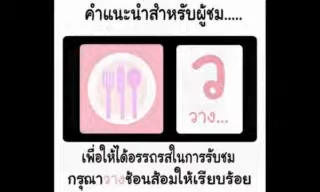 คำแนะนำสำหรับผู้ชม.....
ว
วาง...
เพื่อให้ได้อรรถรสในการรับชม
กรุณาวางช้อนส้อมให้เรียบร้อย